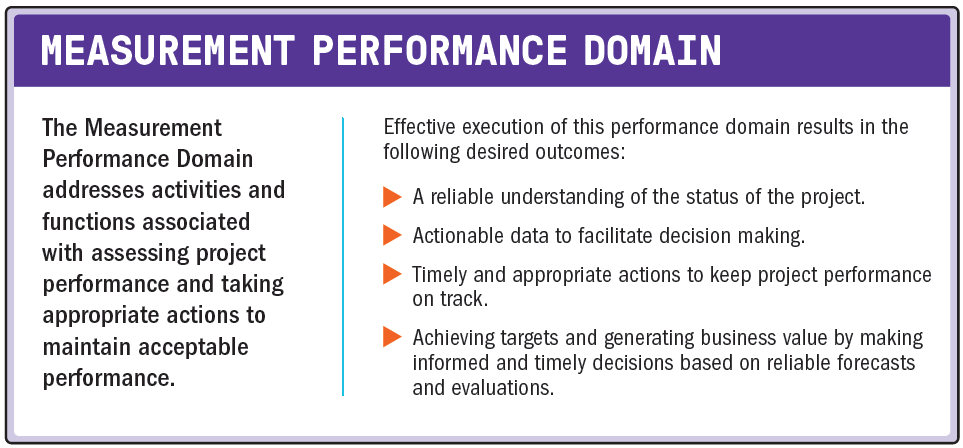 MEASUREMENT PERFORMANCE DOMAIN
The Measurement
Performance Domain
addresses activities and
functions associated
with assessing project
performance and taking
appropriate actions to
maintain acceptable
performance.
Effective execution of this performance domain results in the
following desired outcomes:
A reliable understanding of the status of the project.
Actionable data to facilitate decision making.
Timely and appropriate actions to keep project performance
on track.
Achieving targets and generating business value by making
informed and timely decisions based on reliable forecasts
and evaluations.